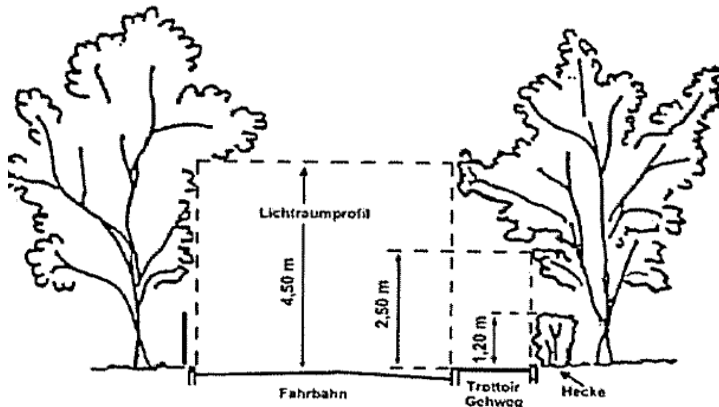 Lichtraumprofil
4,50 m
2,50 m
1,20 m
Fahrbahn
Trottoir
Gehweg
Hecke